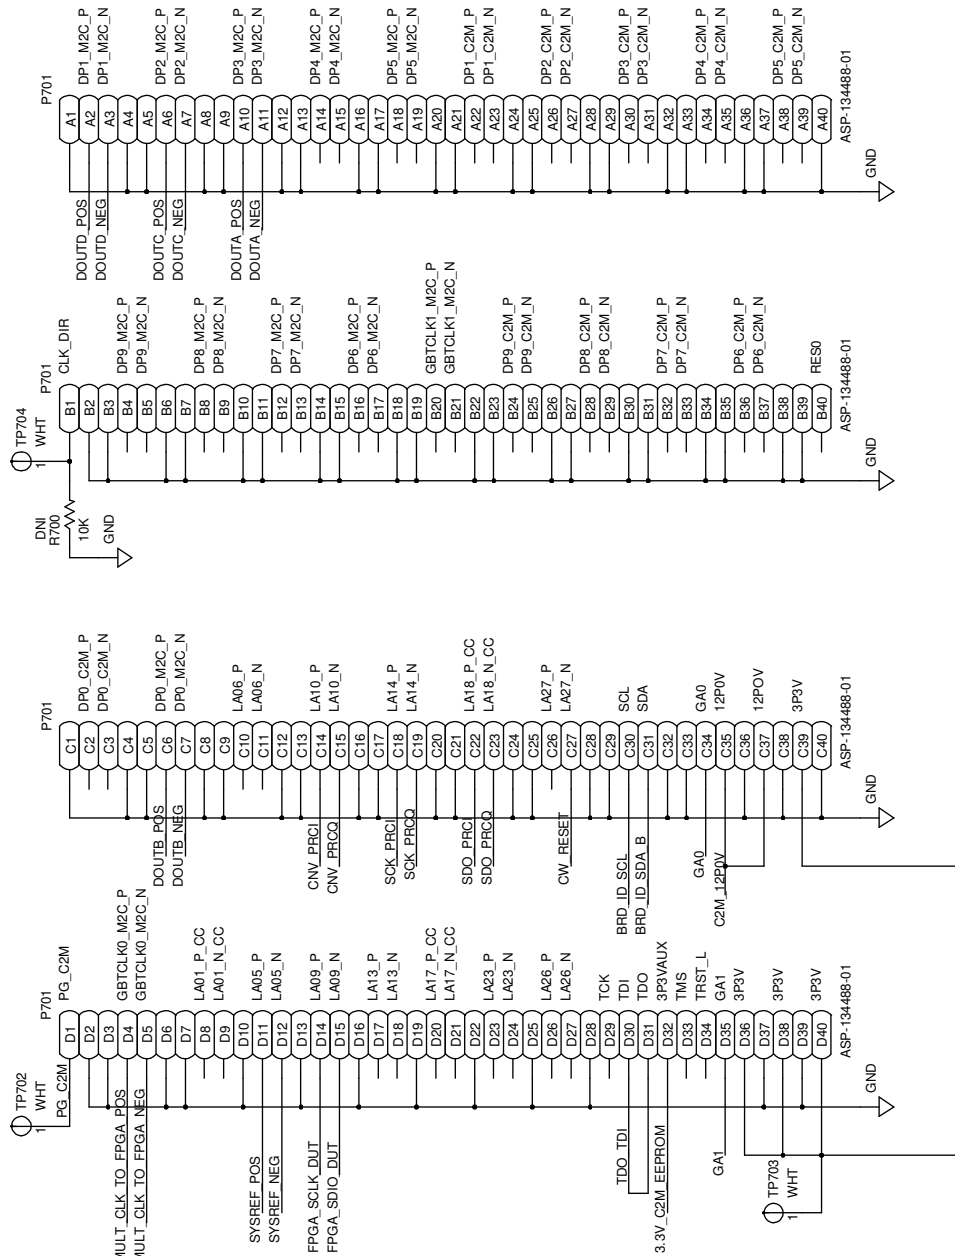 P701
A1
A2 DP1_M2C_P
A3 DP1_M2C_N
A4
A5
A6 DP2_M2C_P
A7 DP2_M2C_N
A8
A9
A10 DP3_M2C_P
A11 DP3_M2C_N
A12
A13
A14 DP4_M2C_P
A15 DP4_M2C_N
A16
A17
A18 DP5_M2C_P
A19 DP5_M2C_N
A20
A21
A22 DP1_C2M_P
A23 DP1_C2M_N
A24
A25
A26 DP2_C2M_P
A27 DP2_C2M_N
A28
A29
A30 DP3_C2M_P
A31 DP3_C2M_N
A32
A33
A34 DP4_C2M_P
A35 DP4_C2M_N
A36
A37
A38 DP5_C2M_P
A39 DP5_C2M_N
A40
ASP-134488-01
DOUTD_POS
DOUTD_NEG
DOUTC_POS
DOUTC_NEG
DOUTA_POS
DOUTA_NEG
GND
TP704
1 WHT
DNI
R700
10K
GND
P701
B1 CLK_DIR
B2
B3
B4 DP9_M2C_P
B5 DP9_M2C_N
B6
B7
B8 DP8_M2C_P
B9 DP8_M2C_N
B10
B11
B12 DP7_M2C_P
B13 DP7_M2C_N
B14
B15
B16 DP6_M2C_P
B17 DP6_M2C_N
B18
B19
B20 GBTCLK1_M2C_P
B21 GBTCLK1_M2C_N
B22
B23
B24 DP9_C2M_P
B25 DP9_C2M_N
B26
B27
B28 DP8_C2M_P
B29 DP8_C2M_N
B30
B31
B32 DP7_C2M_P
B33 DP7_C2M_N
B34
B35
B36 DP6_C2M_P
B37 DP6_C2M_N
B38
B39
B40 RES0
ASP-134488-01
GND
P701
C1
C2 DP0_C2M_P
C3 DP0_C2M_N
C4
C5
C6 DP0_M2C_P
C7 DP0_M2C_N
C8
C9
C10 LA06_P
C11 LA06_N
C12
C13
C14 LA10_P
C15 LA10_N
C16
C17
C18 LA14_P
C19 LA14_N
C20
C21
C22 LA18_P_CC
C23 LA18_N_CC
C24
C25
C26 LA27_P
C27 LA27_N
C28
C29
C30 SCL
C31 SDA
C32
C33
C34 GA0
C35 12P0V
C36
C37 12POV
C38
C39 3P3V
C40
ASP-134488-01
DOUTB_POS
DOUTB_NEG
CNV_PRCI
CNV_PRCQ
SCK_PRCI
SCK_PRCQ
SDO_PRCI
SDO_PRCQ
CW_RESET
BRD_ID_SCL
BRD_ID_SDA_B
GA0
C2M_12P0V
GND
TP702
1 WHT
PG_C2M
P701
D1 PG_C2M
D2
D3
D4 GBTCLK0_M2C_P
D5 GBTCLK0_M2C_N
D6
D7
D8 LA01_P_CC
D9 LA01_N_CC
D10
D11 LA05_P
D12 LA05_N
D13
D14 LA09_P
D15 LA09_N
D16
D17 LA13_P
D18 LA13_N
D19
D20 LA17_P_CC
D21 LA17_N_CC
D22
D23 LA23_P
D24 LA23_N
D25
D26 LA26_P
D27 LA26_N
D28
D29 TCK
D30 TDI
D31 TDO
D32 3P3VAUX
D33 TMS
D34 TRST_L
D35 GA1
D36 3P3V
D37
D38 3P3V
D39
D40 3P3V
ASP-134488-01
MULT_CLK_TO_FPGA_POS
MULT_CLK_TO_FPGA_NEG
SYSREF_POS
SYSREF_NEG
FPGA_SCLK_DUT
FPGA_SDIO_DUT
TDO_TDI
3.3V_C2M_EEPROM
GA1
TP703
1 WHT
GND